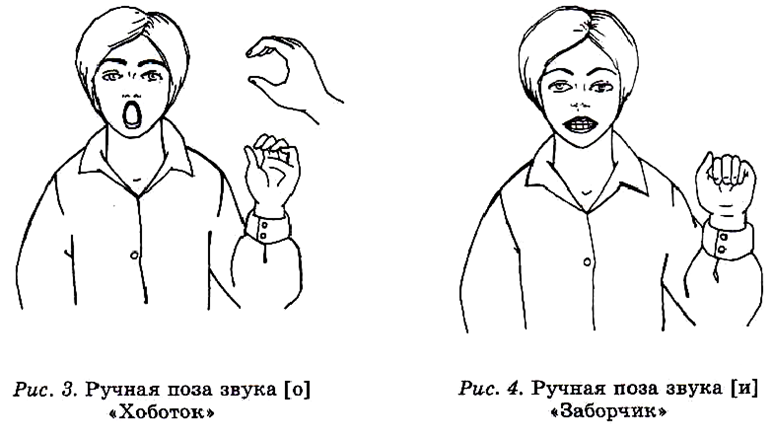 Рис. 3. Ручная поза звука [о]
«Хоботок»
Рис. 4. Ручная поза звука [и]
«Заборчик»